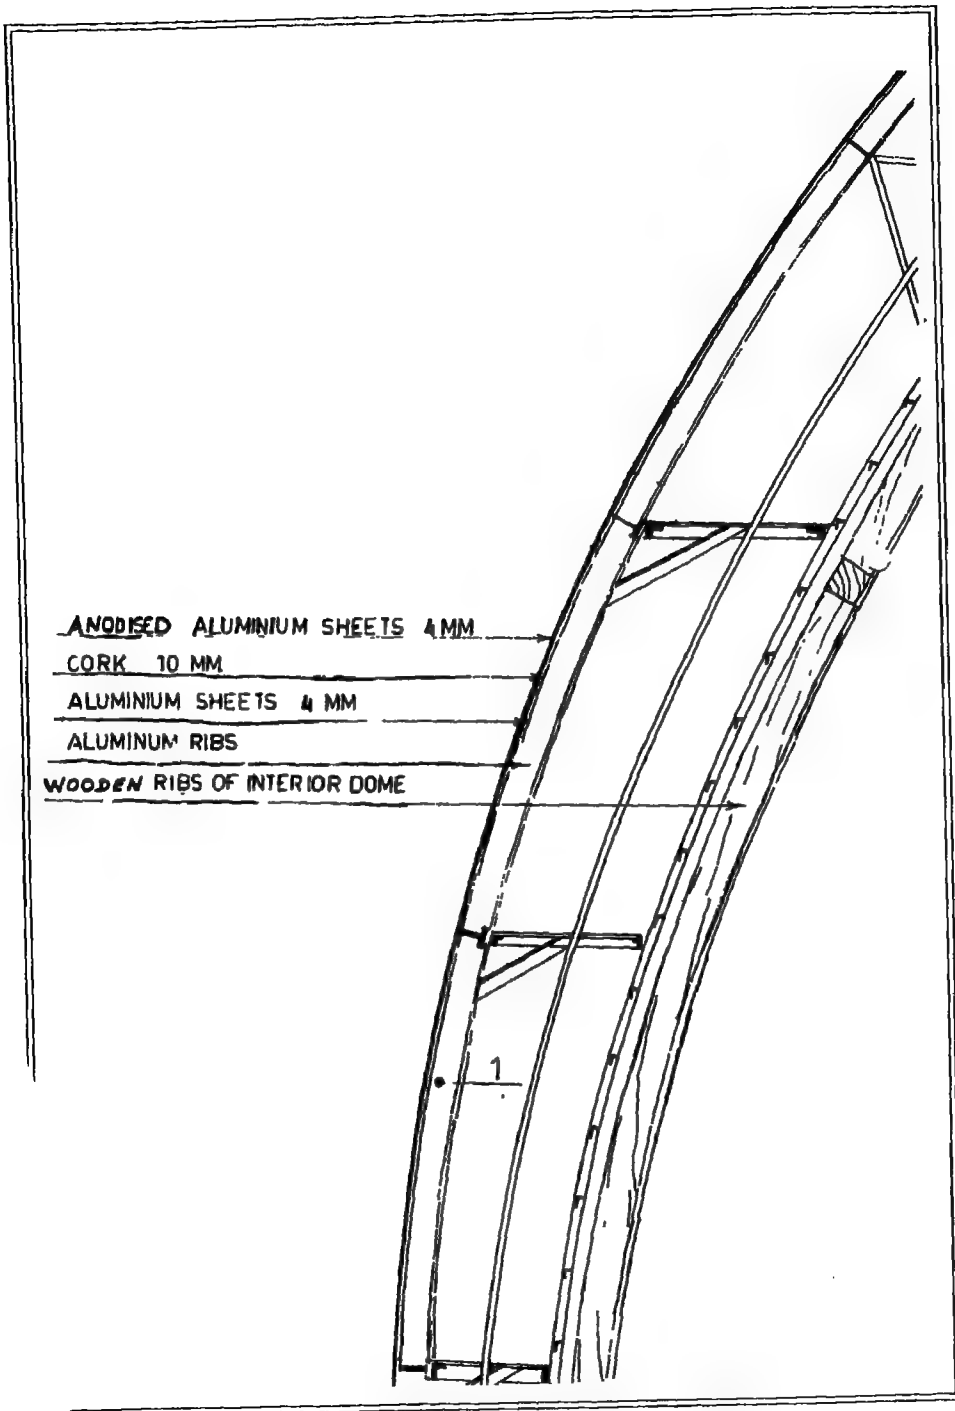 ANODISED ALUMINIUM SHEETS 4MM
CORK 10 MM
ALUMINIUM SHEETS 4 MM
ALUMINUM RIBS
WOODEN RIBS OF INTERIOR DOME
1